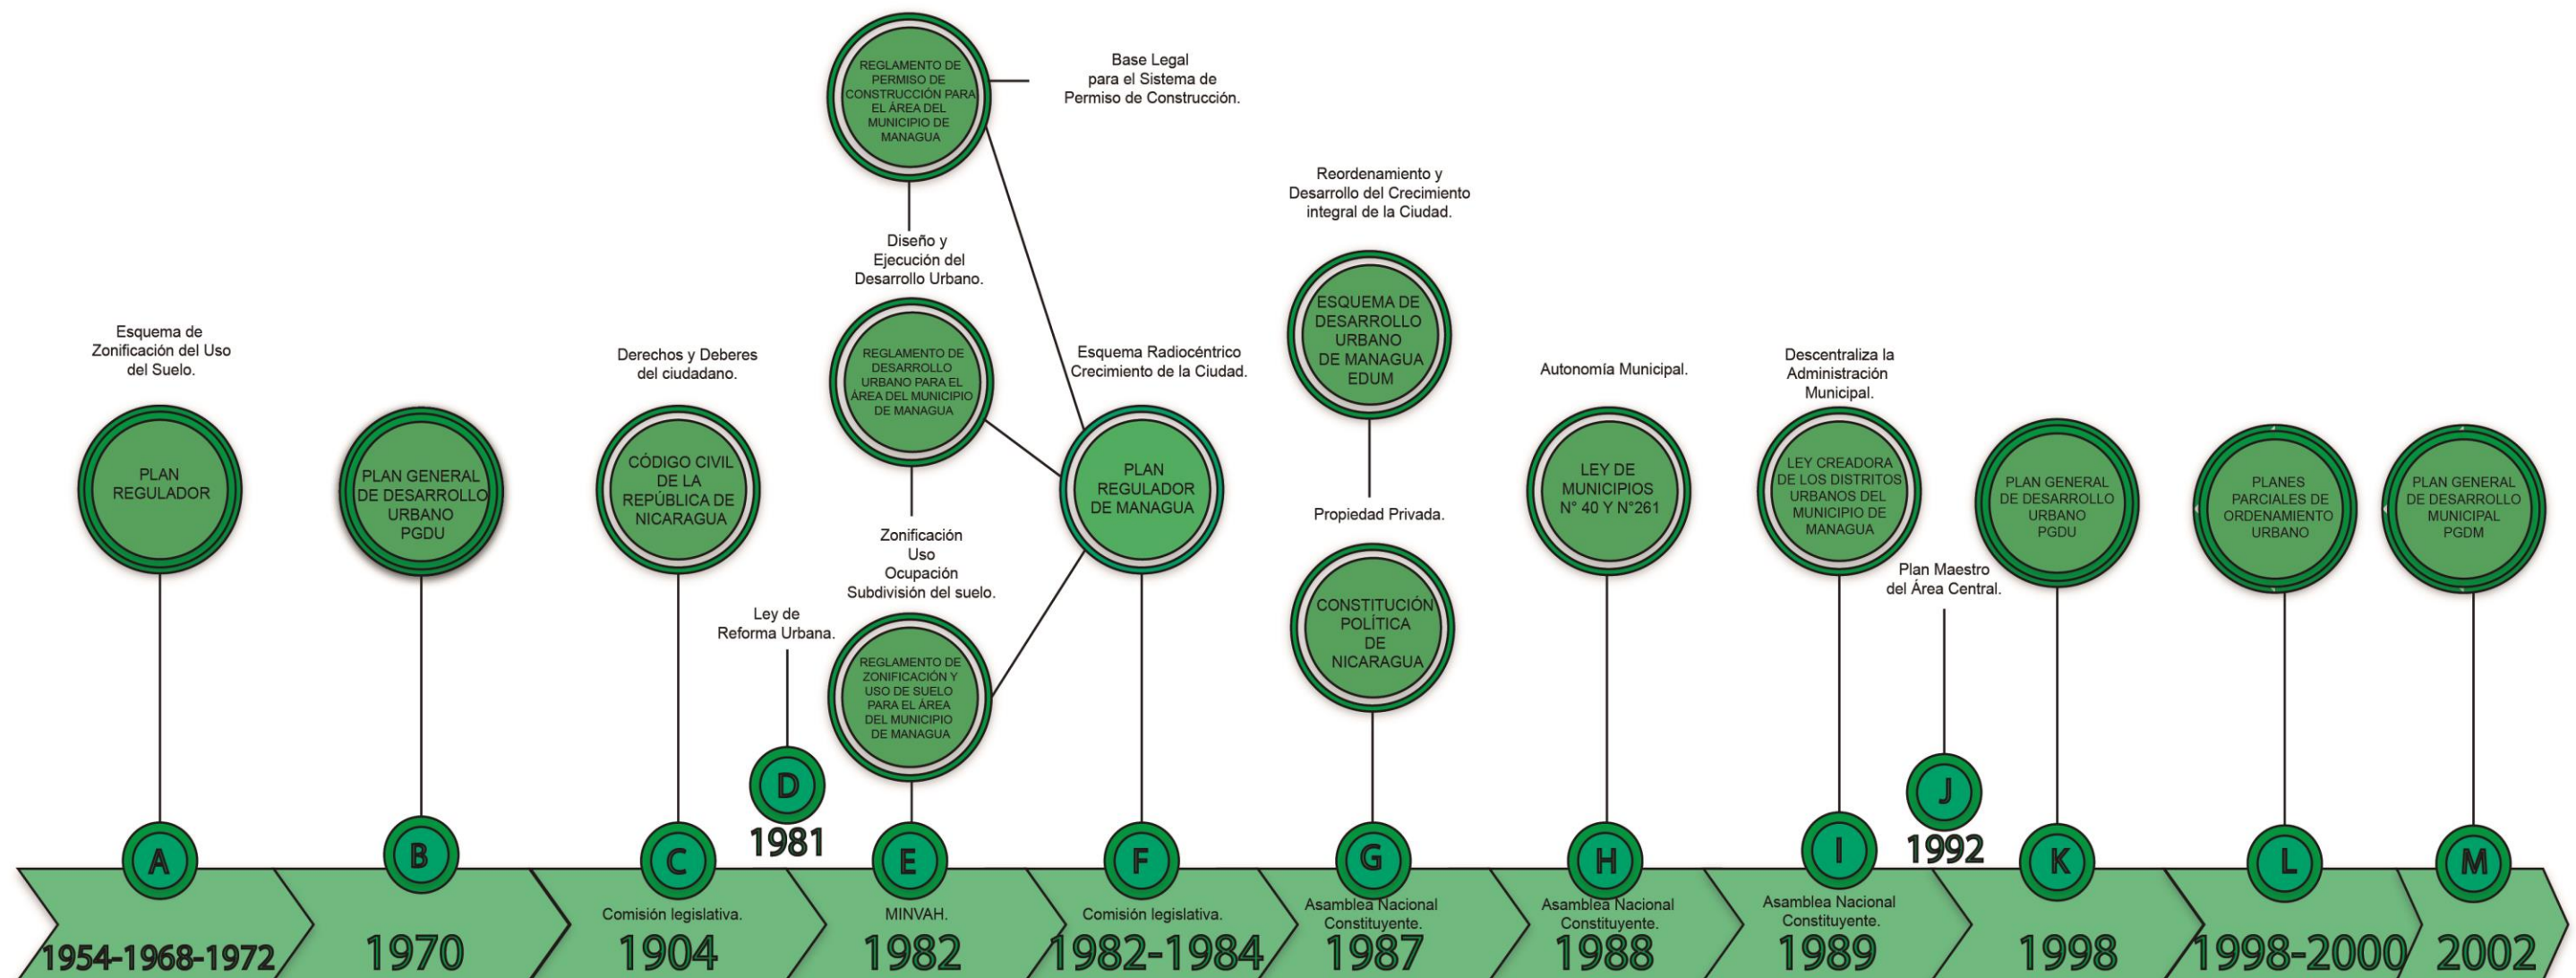 Esquema de
Zonificación del Uso
del Suelo.
PLAN
REGULADOR
A
1954-1968-1972
PLAN GENERAL
DE DESARROLLO
URBANO
PGDU
B
1970
Derechos y Deberes
del ciudadano.
CÓDIGO CIVIL
DE LA
REPÚBLICA DE
NICARAGUA
C
Comisión legislativa.
1904
Ley de
Reforma Urbana.
D
1981
REGLAMENTO DE
PERMISO DE
CONSTRUCCIÓN PARA
EL ÁREA DEL
MUNICIPIO DE
MANAGUA
Base Legal
para el Sistema de
Permiso de Construcción.
Diseño y
Ejecución del
Desarrollo Urbano.
REGLAMENTO DE
DESARROLLO
URBANO PARA EL
ÁREA DEL MUNICIPIO
DE MANAGUA
Zonificación
Uso
Ocupación
Subdivisión del suelo.
REGLAMENTO DE
ZONIFICACIÓN Y
USO DE SUELO
PARA EL ÁREA
DEL MUNICIPIO
DE MANAGUA
E
MINVAH.
1982
Esquema Radiocéntrico
Crecimiento de la Ciudad.
PLAN
REGULADOR
DE MANAGUA
F
Comisión legislativa.
1982-1984
Reordenamiento y
Desarrollo del Crecimiento
integral de la Ciudad.
ESQUEMA DE
DESARROLLO
URBANO
DE MANAGUA
EDUM
Propiedad Privada.
CONSTITUCIÓN
POLÍTICA
DE
NICARAGUA
G
Asamblea Nacional
Constituyente.
1987
Autonomía Municipal.
LEY DE
MUNICIPIOS
N° 40 Y N°261
H
Asamblea Nacional
Constituyente.
1988
Descentraliza la
Administración
Municipal.
LEY CREADORA
DE LOS DISTRITOS
URBANOS DEL
MUNICIPIO DE
MANAGUA
I
Asamblea Nacional
Constituyente.
1989
Plan Maestro
del Área Central.
J
1992
PLAN GENERAL
DE DESARROLLO
URBANO
PGDU
K
1998
PLANES
PARCIALES DE
ORDENAMIENTO
URBANO
L
1998-2000
PLAN GENERAL
DE DESARROLLO
MUNICIPAL
PGDM
M
2002